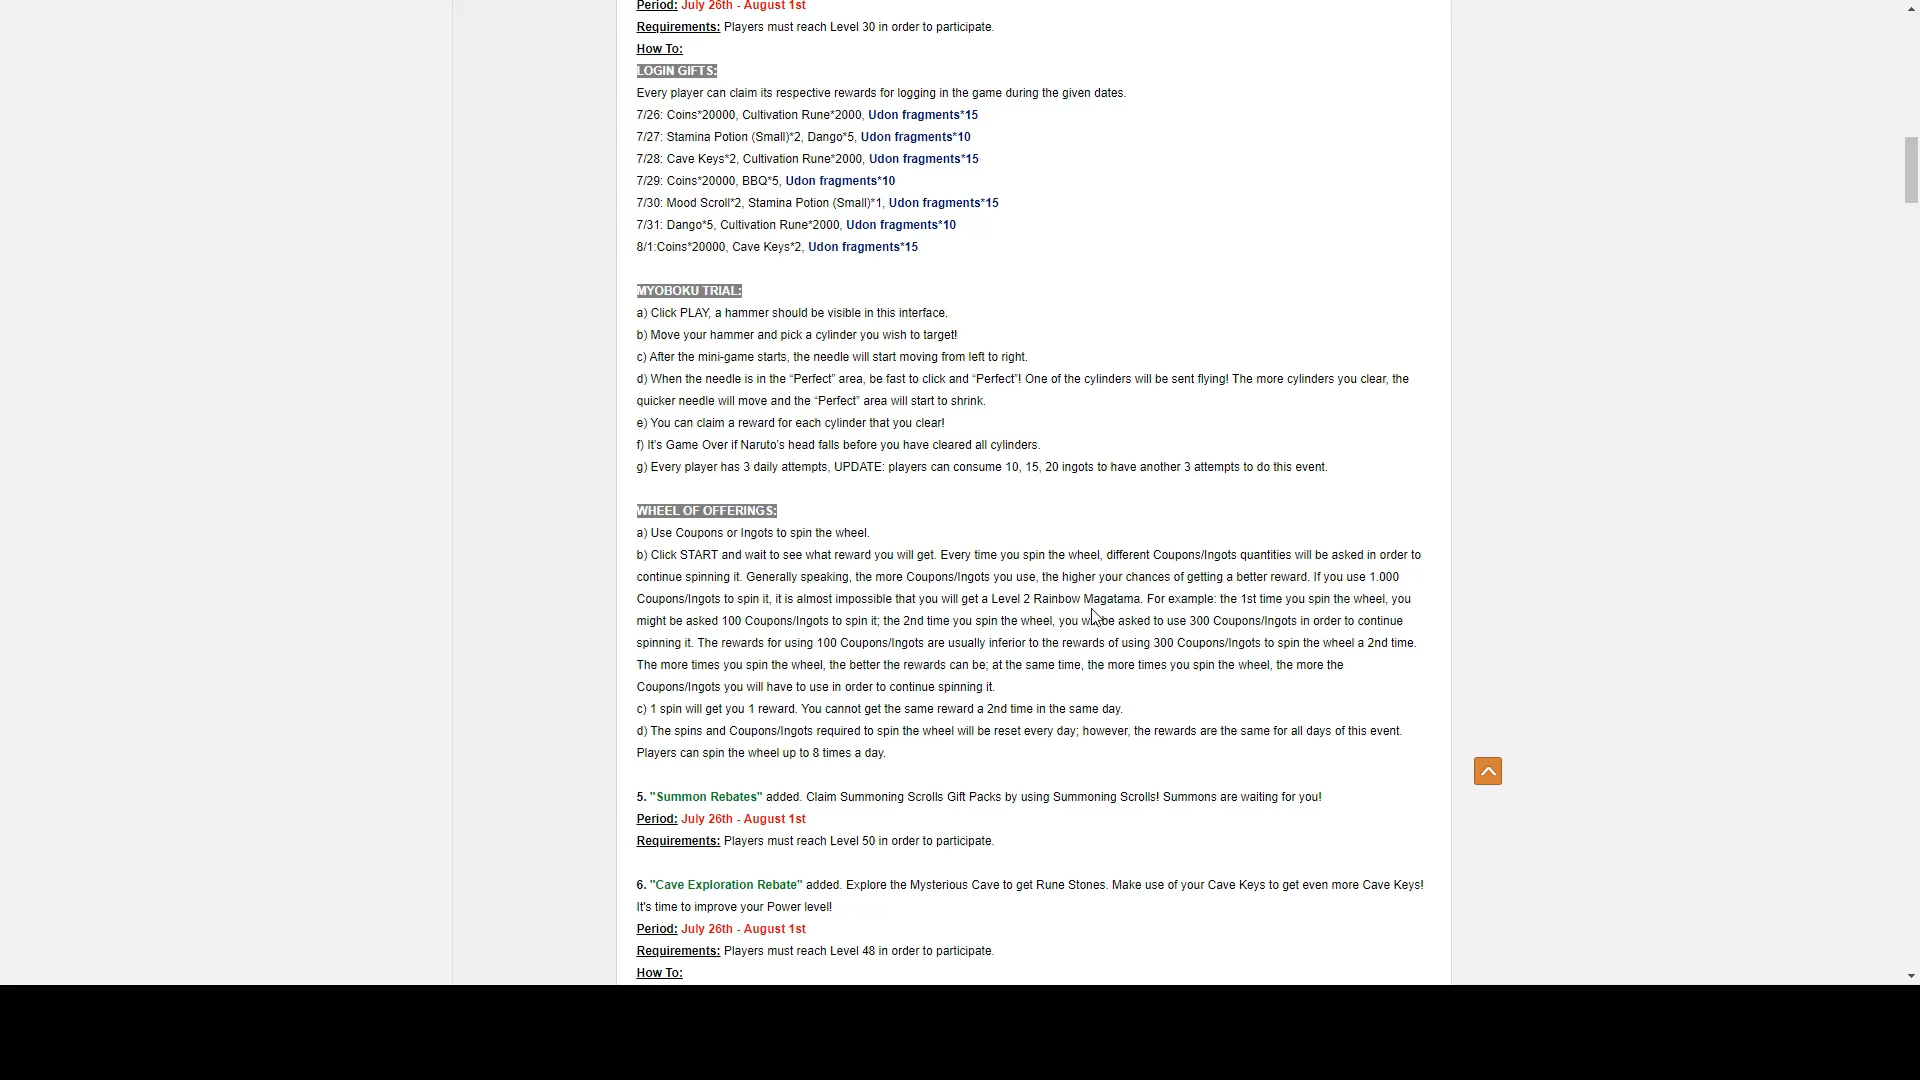 Period: July 26th - August 1st
Requirements: Players must reach Level 30 in order to participate.
How To:
LOGIN GIFTS:
Every player can claim its respective rewards for logging in the game during the given dates.
7/26: Coins*20000, Cultivation Rune*2000, Udon fragments*15
7/27: Stamina Potion (Small)*2, Dango*5, Udon fragments*10
7/28: Cave Keys*2, Cultivation Rune*2000, Udon fragments*15
7/29: Coins*20000, BBQ*5, Udon fragments*10
7/30: Mood Scroll*2, Stamina Potion (Small)*1, Udon fragments*15
7/31: Dango*5, Cultivation Rune*2000, Udon fragments*10
8/1:Coins*20000, Cave Keys*2, Udon fragments*15
MYOBOKU TRIAL:
a) Click PLAY, a hammer should be visible in this interface.
b) Move your hammer and pick a cylinder you wish to target!
c) After the mini-game starts, the needle will start moving from left to right.
d) When the needle is in the “Perfect” area, be fast to click and “Perfect”! One of the cylinders will be sent flying! The more cylinders you clear, the
quicker needle will move and the “Perfect” area will start to shrink.
e) You can claim a reward for each cylinder that you clear!
f) It’s Game Over if Naruto’s head falls before you have cleared all cylinders.
g) Every player has 3 daily attempts, UPDATE: players can consume 10, 15, 20 ingots to have another 3 attempts to do this event.
WHEEL OF OFFERINGS:
a) Use Coupons or Ingots to spin the wheel.
b) Click START and wait to see what reward you will get. Every time you spin the wheel, different Coupons/Ingots quantities will be asked in order to
continue spinning it. Generally speaking, the more Coupons/Ingots you use, the higher your chances of getting a better reward. If you use 1.000
Coupons/Ingots to spin it, it is almost impossible that you will get a Level 2 Rainbow Magatama. For example: the 1st time you spin the wheel, you
might be asked 100 Coupons/Ingots to spin it; the 2nd time you spin the wheel, you will be asked to use 300 Coupons/Ingots in order to continue
spinning it. The rewards for using 100 Coupons/Ingots are usually inferior to the rewards of using 300 Coupons/Ingots to spin the wheel a 2nd time.
The more times you spin the wheel, the better the rewards can be; at the same time, the more times you spin the wheel, the more the
Coupons/Ingots you will have to use in order to continue spinning it.
c) 1 spin will get you 1 reward. You cannot get the same reward a 2nd time in the same day.
d) The spins and Coupons/Ingots required to spin the wheel will be reset every day; however, the rewards are the same for all days of this event.
Players can spin the wheel up to 8 times a day.
5. "Summon Rebates" added. Claim Summoning Scrolls Gift Packs by using Summoning Scrolls! Summons are waiting for you!
Period: July 26th - August 1st
Requirements: Players must reach Level 50 in order to participate.
6. "Cave Exploration Rebate" added. Explore the Mysterious Cave to get Rune Stones. Make use of your Cave Keys to get even more Cave Keys!
It's time to improve your Power level!
Period: July 26th - August 1st
Requirements: Players must reach Level 48 in order to participate.
How To: